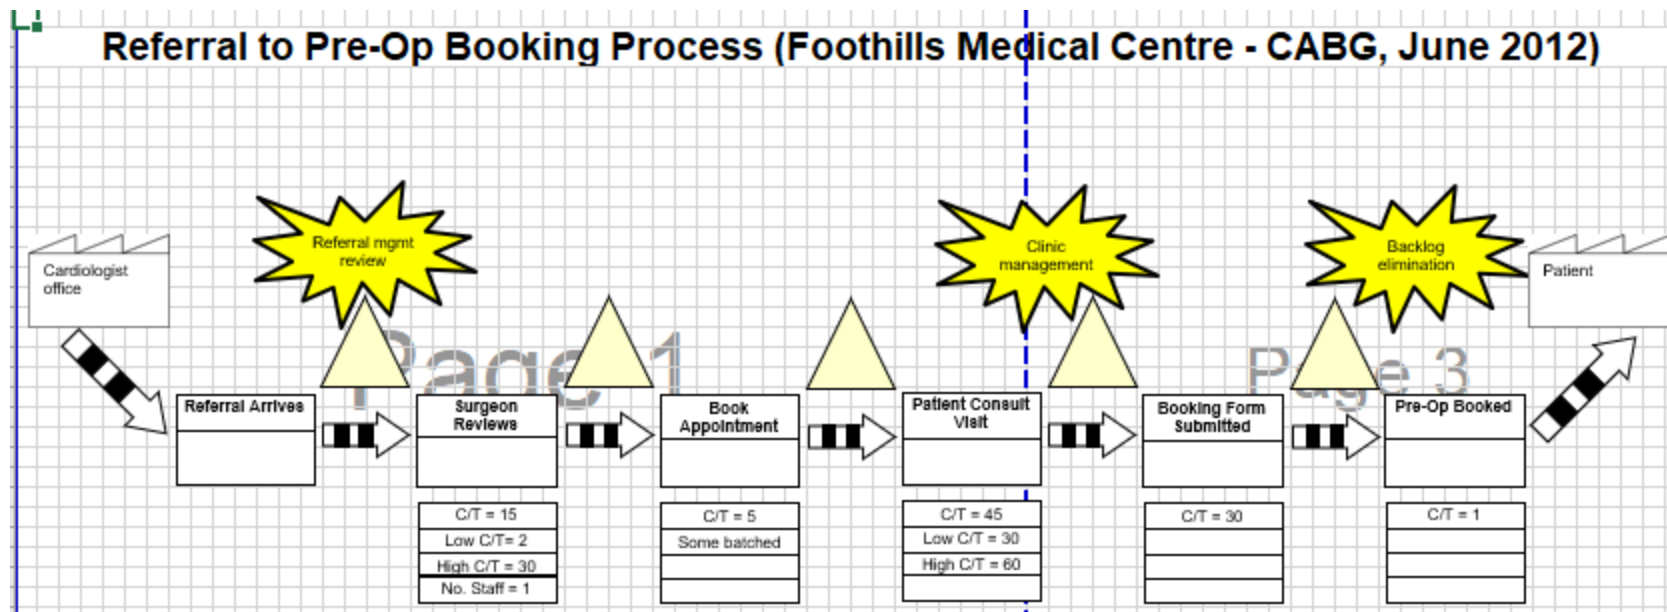 Referral to Pre-Op Booking Process (Foothills Medical Centre - CABG, June 2012)
Referral mgmt
review
Clinic
management
Backlog
elimination
Cardiologist
office
Patient
Page 1
Page 3
Referral Arrives
Surgeon
Reviews
Book
Appointment
Patient Consult
Visit
Booking Form
Submitted
Pre-Op Booked
C/T = 15
Low C/T= 2
High C/T = 30
No. Staff = 1
C/T = 5
Some batched
C/T = 45
Low C/T = 30
High C/T = 60
C/T = 30
C/T = 1